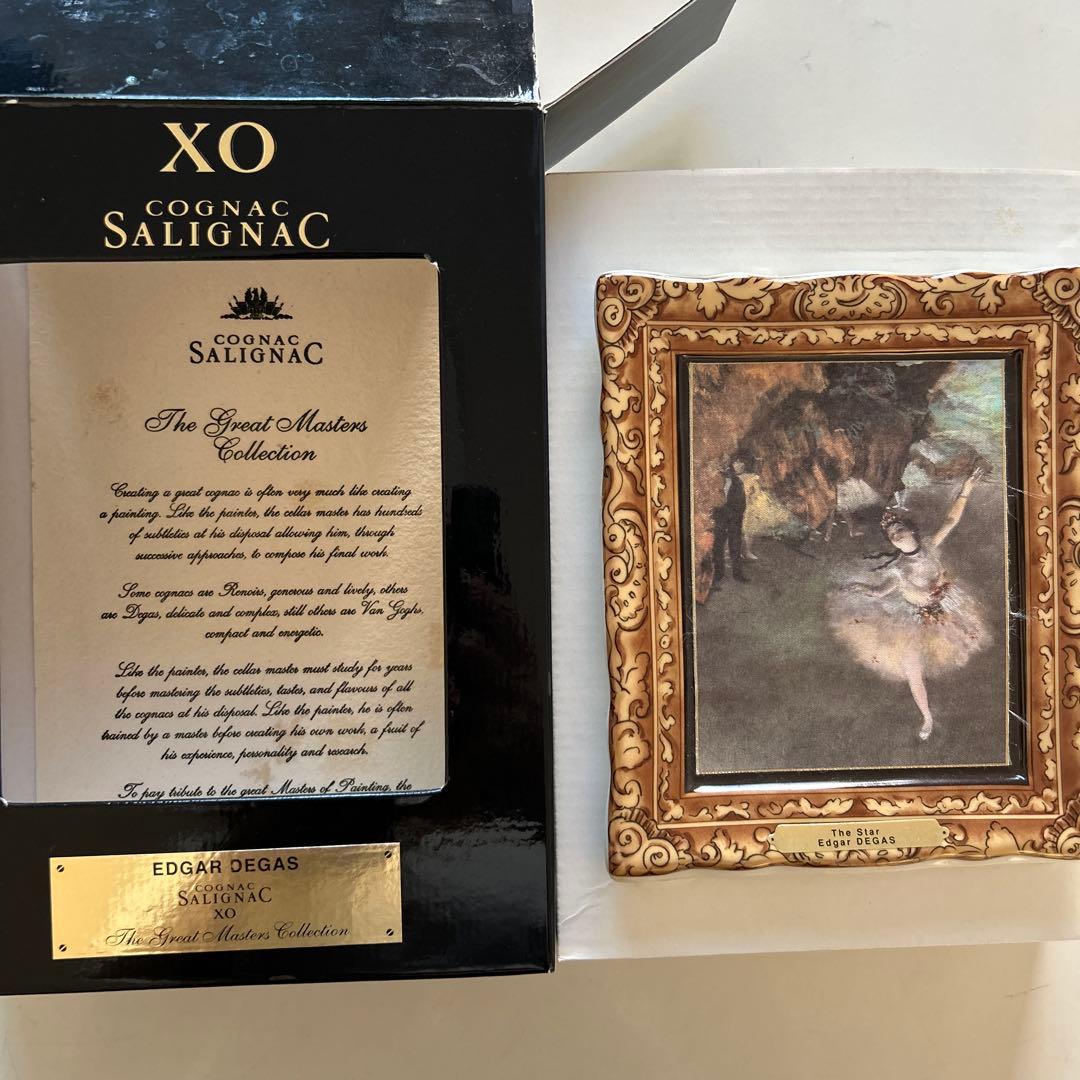 XO
COGNAC
SALIGNAC
COGNAC
SALIGNAC
The Great Masters
Collection
Creating a great cognac is often very much like creating
a painting. Like the painter, the cellar master has hundreds
of subtleties at his disposal allowing him, through
successive approaches, to compose his final work.
Some cognacs are Renoirs, generous and lively, others
are Degas, delicate and complex, still others are Van Goghs,
compact and energetic.
Like the painter, the cellar master must study for years
before mastering the subtleties, tastes, and flavours of all
the cognacs at his disposal. Like the painter, he is often
trained by a master before creating his own work, a fruit of
his experience, personality and research.
To pay tribute to the great Masters of Painting, the
EDGAR DEGAS
COGNAC
SALIGNAC
XO
The Great Masters Collection
The Star
Edgar DEGAS